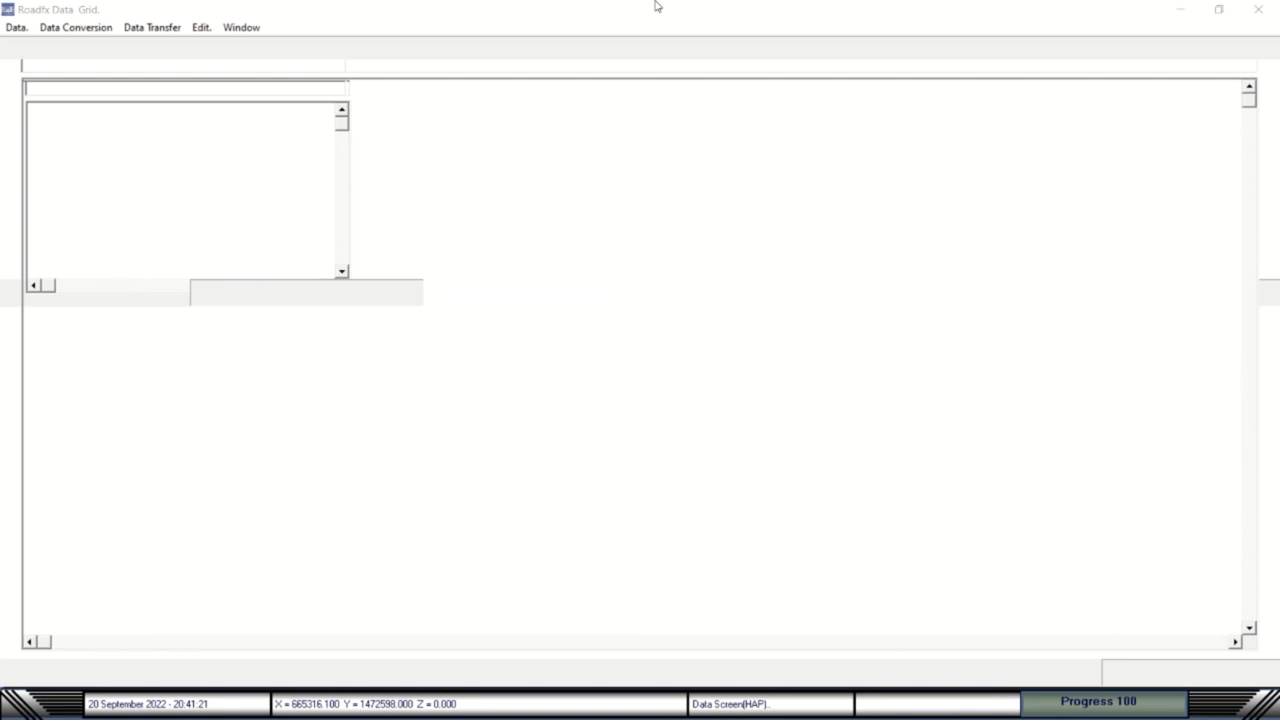 Roadfx Data Grid.
Data. Data Conversion Data Transfer Edit. Window
20 September 2022 - 20:41:21 X = 665316.100 Y = 1472598.000 Z = 0.000 Data Screen(HAP).. Progress 100